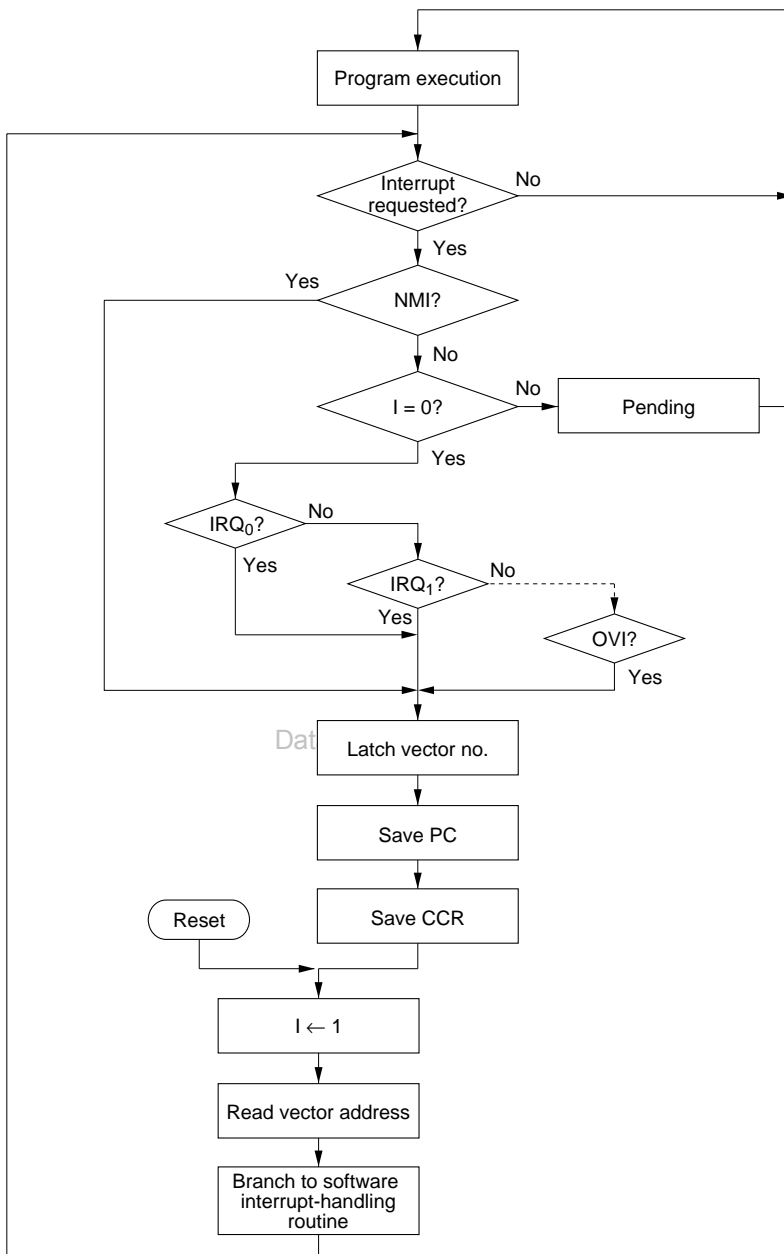 Program execution
Interrupt
requested?
No
Yes
Yes
NMI?
No
I = 0?
No
Pending
Yes
IRQ0?
No
Yes
IRQ1?
No
Yes
OVI?
Yes
Dat
Latch vector no.
Save PC
Save CCR
Reset
I ← 1
Read vector address
Branch to software
interrupt-handling
routine